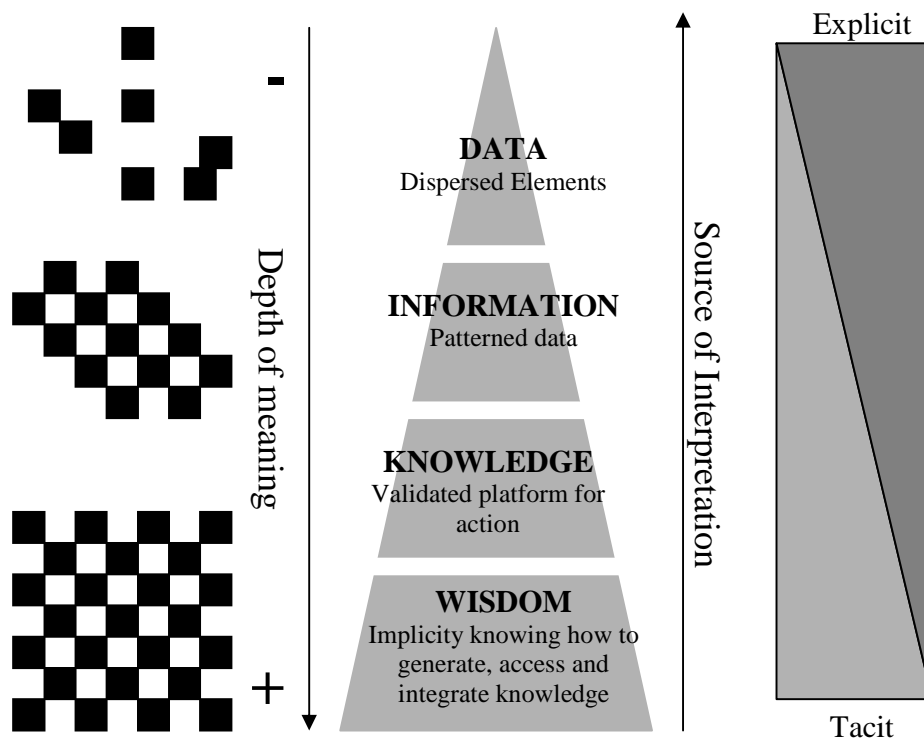 Explicit
-
DATA
Dispersed Elements
Depth of meaning
INFORMATION
Patterned data
Source of Interpretation
KNOWLEDGE
Validated platform for
action
WISDOM
Implicity knowing how to
generate, access and
integrate knowledge
+
Tacit